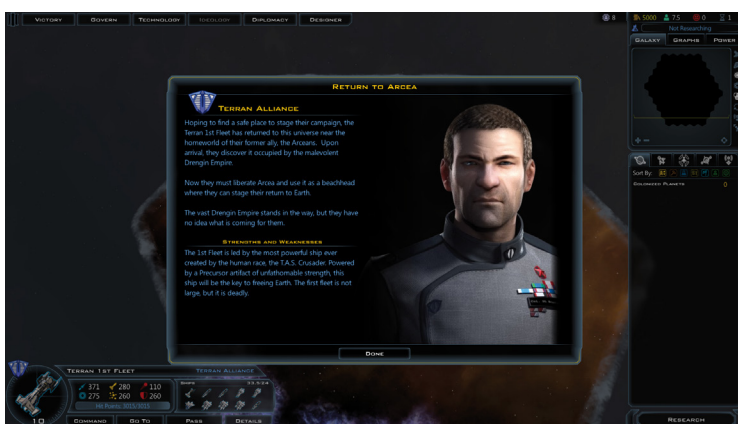 Victory Govern Technology Ideology Diplomacy Designer
8
5000 7.5 0 1
Not Researching
Galaxy Graphs Power
Return to Arcea
Terran Alliance
Hoping to find a safe place to stage their campaign, the
Terran 1st Fleet has returned to this universe near the
homeworld of their former ally, the Arceans. Upon
arrival, they discover it occupied by the malevolent
Drengin Empire.
Now they must liberate Arcea and use it as a beachhead
where they can stage their return to Earth.
The vast Drengin Empire stands in the way, but they have
no idea what is coming for them.
Strengths and Weaknesses
The 1st Fleet is led by the most powerful ship ever
created by the human race, the T.A.S. Crusader. Powered
by a Precursor artifact of unfathomable strength, this
ship will be the key to freeing Earth. The first fleet is not
large, but it is deadly.
Done
Sort By:
Colonized Planets 0
Terran 1st Fleet Terran Alliance
371 280 110
275 260 260
Hit Points: 3015/3015
Ships
10
Command Go To Pass Details
Research